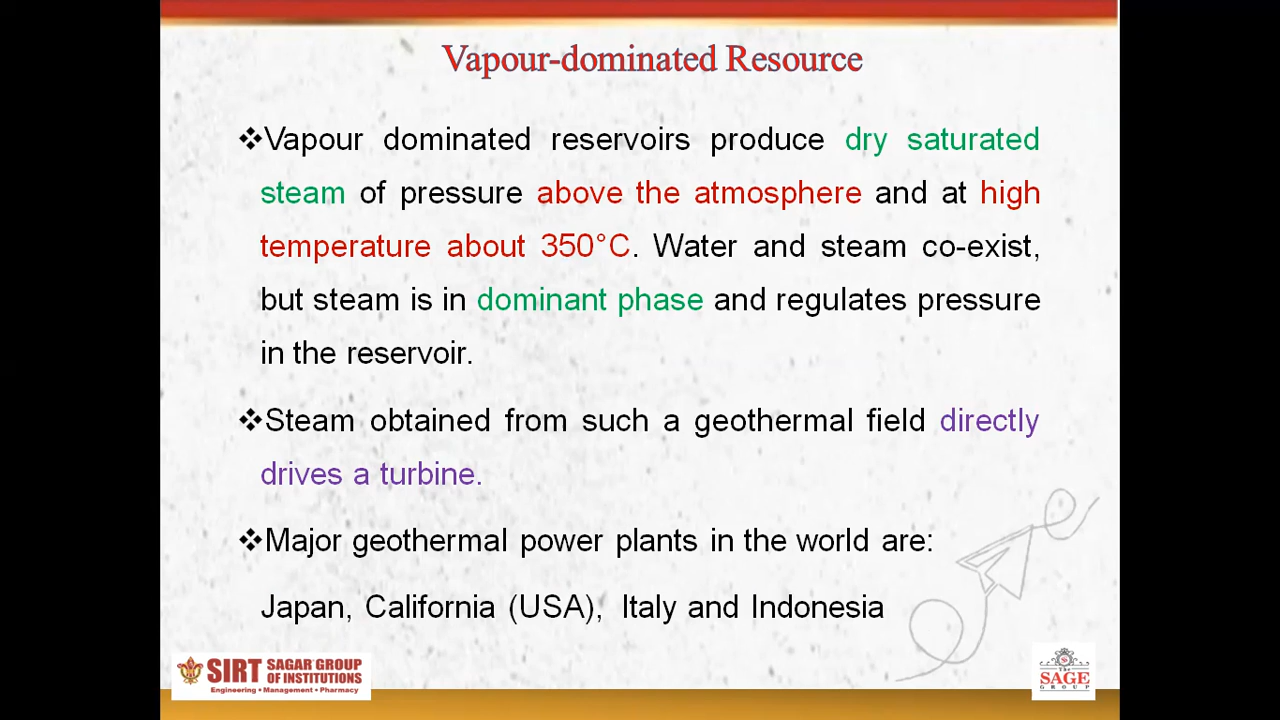 Vapour-dominated Resource
❖Vapour dominated reservoirs produce dry saturated
steam of pressure above the atmosphere and at high
temperature about 350°C. Water and steam co-exist,
but steam is in dominant phase and regulates pressure
in the reservoir.
❖Steam obtained from such a geothermal field directly
drives a turbine.
❖Major geothermal power plants in the world are:
Japan, California (USA), Italy and Indonesia
SIRT SAGAR GROUP
OF INSTITUTIONS
Engineering • Management • Pharmacy
The
SAGE
GROUP